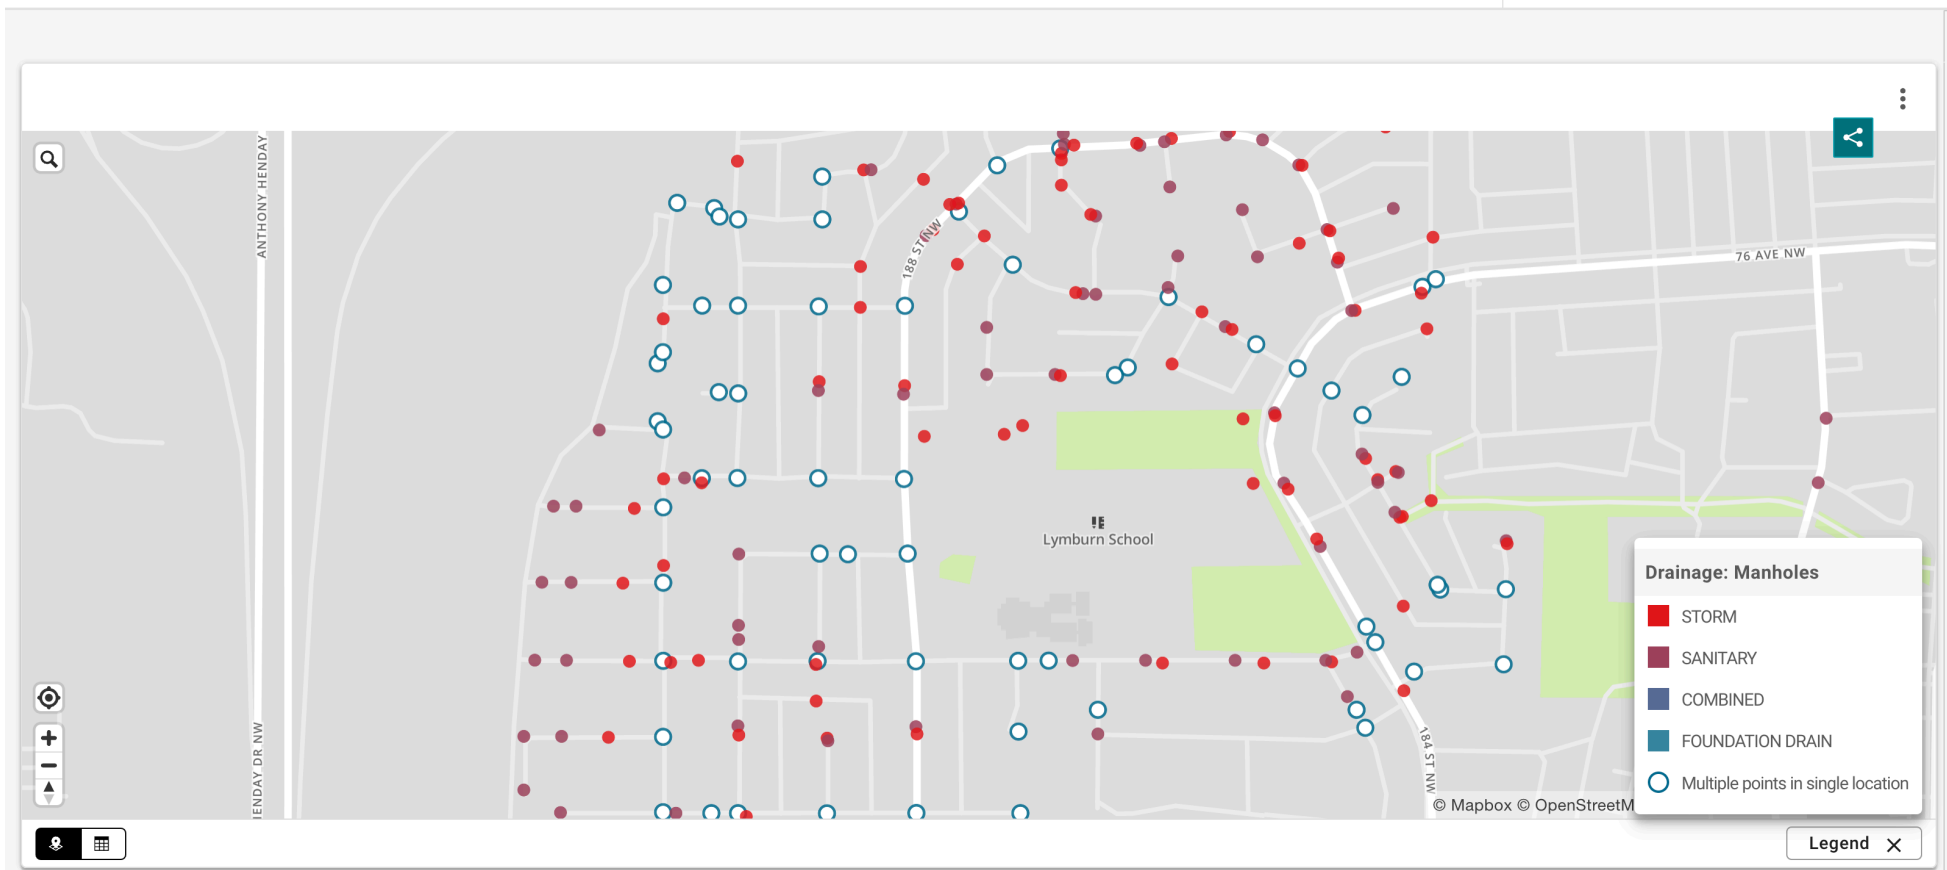 ANTHONY HENDAY
188 ST NW
76 AVE NW
Lymburn School
Drainage: Manholes
STORM
SANITARY
COMBINED
FOUNDATION DRAIN
Multiple points in single location
ENDAY DR NW
184 ST NW
© Mapbox © OpenStreetM
Legend